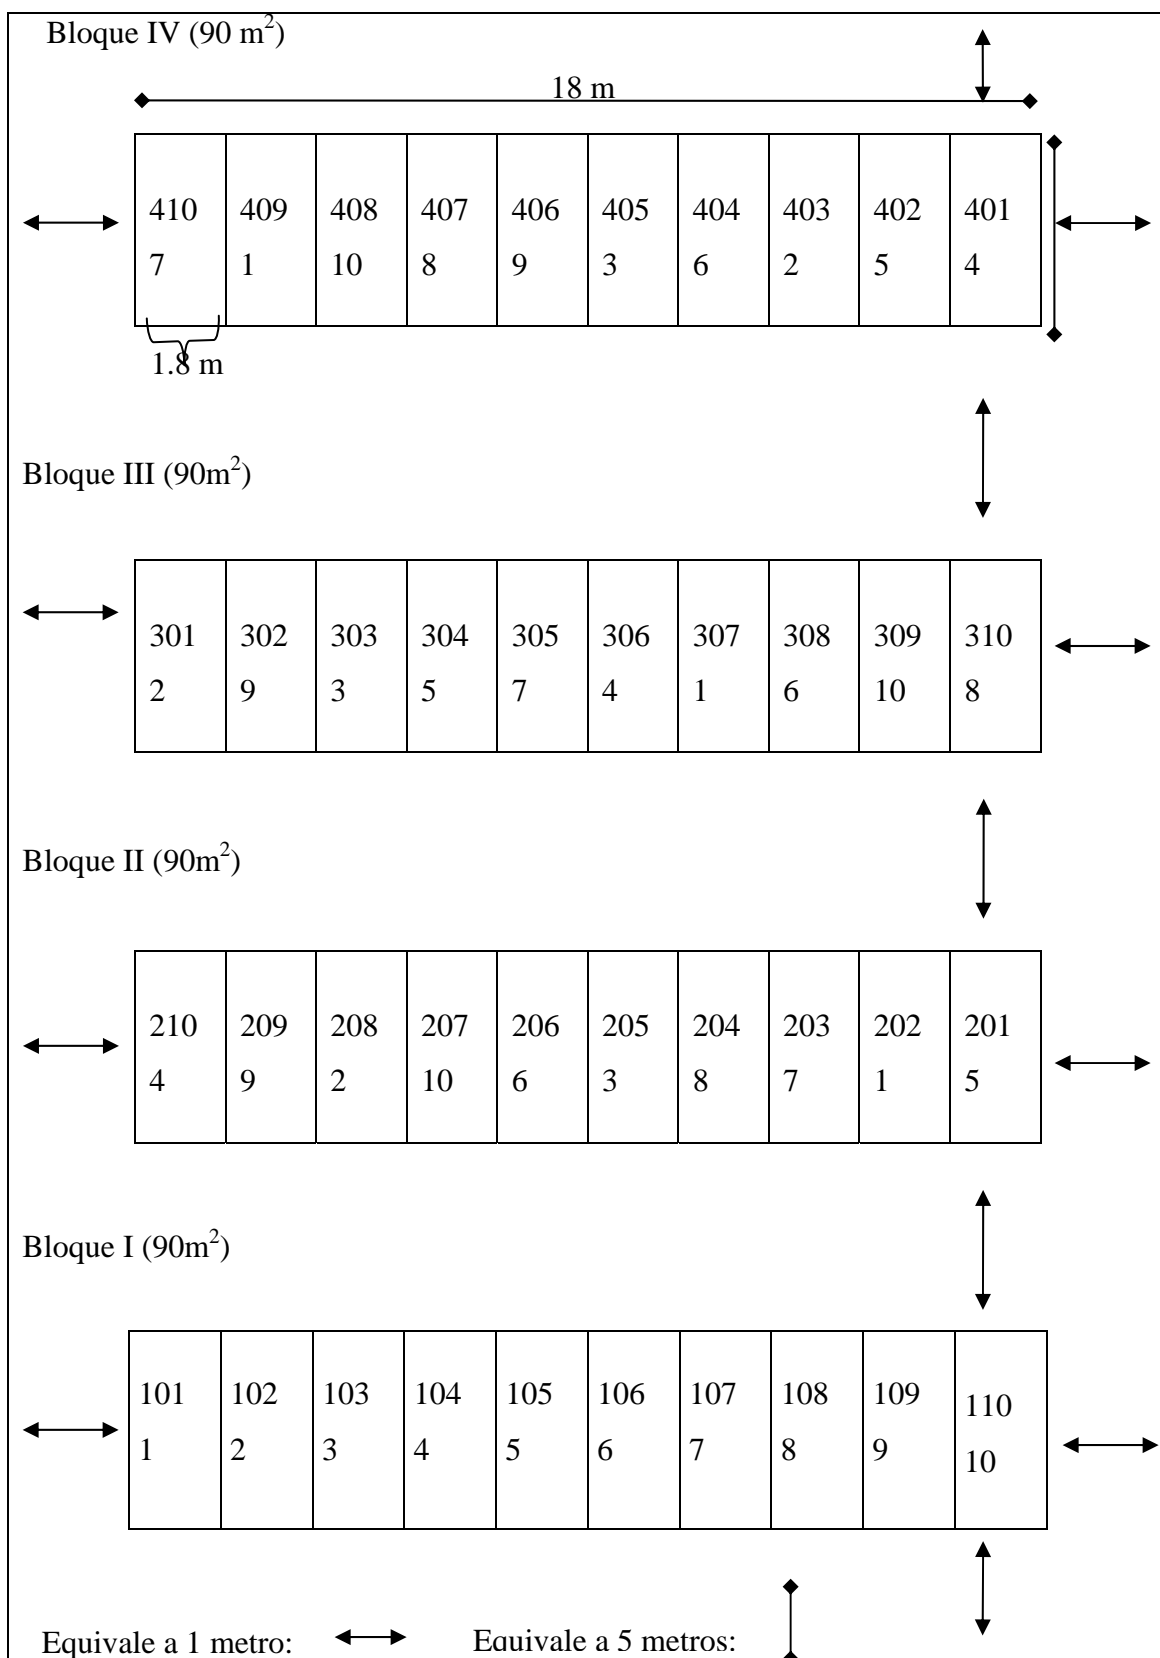 Bloque IV (90 m²)
18 m
410 409 408 407 406 405 404 403 402 401
7 1 10 8 9 3 6 2 5 4
1.8 m
Bloque III (90m²)
301 302 303 304 305 306 307 308 309 310
2 9 3 5 7 4 1 6 10 8
Bloque II (90m²)
210 209 208 207 206 205 204 203 202 201
4 9 2 10 6 3 8 7 1 5
Bloque I (90m²)
101 102 103 104 105 106 107 108 109 110
1 2 3 4 5 6 7 8 9 10
Equivale a 1 metro: Equivale a 5 metros: